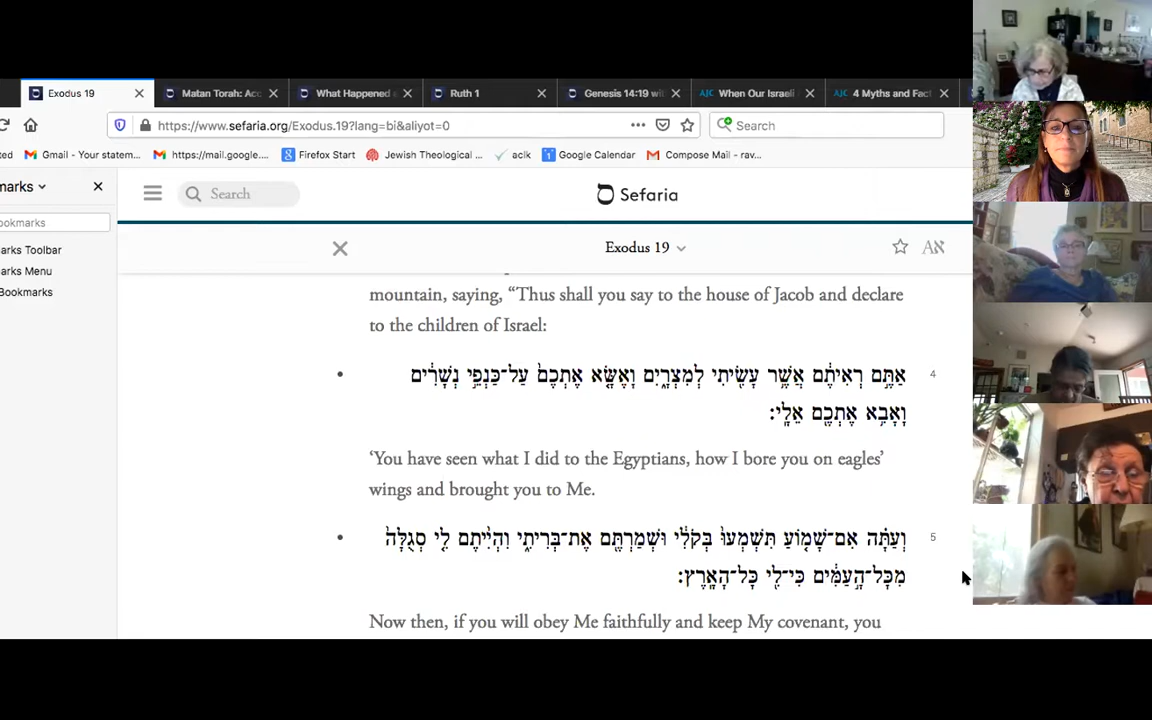 Exodus 19
Matan Torah: Acc
What Happened
Ruth 1
Genesis 14:19 with
AJC When Our Israeli
AJC 4 Myths and Fact
https://www.sefaria.org/Exodus.19?lang=bi&aliyot=0
Search
Gmail - Your statem...
https://mail.google....
Firefox Start
Jewish Theological ...
aclk
Google Calendar
Compose Mail - rav...
marks
ookmarks
arks Toolbar
arks Menu
Bookmarks
Search
Sefaria
Exodus 19
אA
mountain, saying, “Thus shall you say to the house of Jacob and declare
to the children of Israel:
4
אַתֶּ֣ם רְאִיתֶ֔ם אֲשֶׁ֥ר עָשִׂ֖יתִי לְמִצְרָ֑יִם וָאֶשָּׂ֤א אֶתְכֶם֙ עַל־כַּנְפֵ֣י נְשָׁרִ֔ים
וָאָבִ֥א אֶתְכֶ֖ם אֵלָֽי׃
‘You have seen what I did to the Egyptians, how I bore you on eagles’
wings and brought you to Me.
5
וְעַתָּ֗ה אִם־שָׁמ֤וֹעַ תִּשְׁמְעוּ֙ בְּקֹלִ֔י וּשְׁמַרְתֶּ֖ם אֶת־בְּרִיתִ֑י וִהְיִ֨יתֶם לִ֤י סְגֻלָּה֙
מִכָּל־הָ֣עַמִּ֔ים כִּי־לִ֖י כָּל־הָאָֽרֶץ׃
Now then, if you will obey Me faithfully and keep My covenant, you